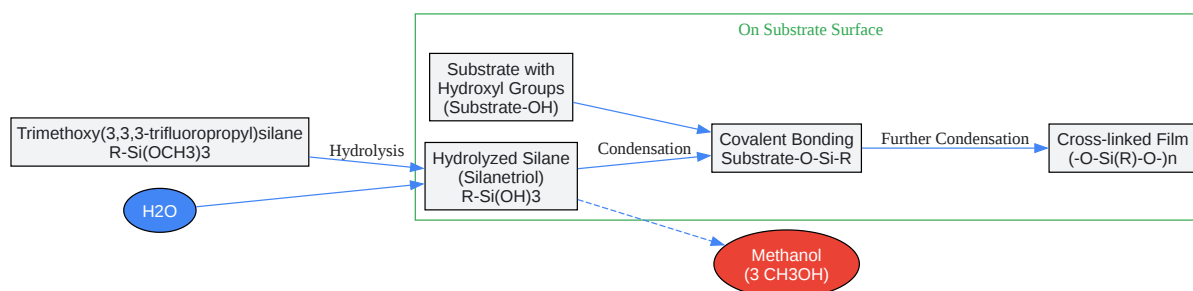 On Substrate Surface
Substrate with
Hydroxyl Groups
(Substrate-OH)
Trimethoxy(3,3,3-trifluoropropyl)silane
R-Si(OCH3)3
Hydrolysis
Hydrolyzed Silane
(Silanetriol)
R-Si(OH)3
Condensation
Covalent Bonding
Substrate-O-Si-R
Further Condensation
Cross-linked Film
(-O-Si(R)-O-)n
H2O
Methanol
(3 CH3OH)